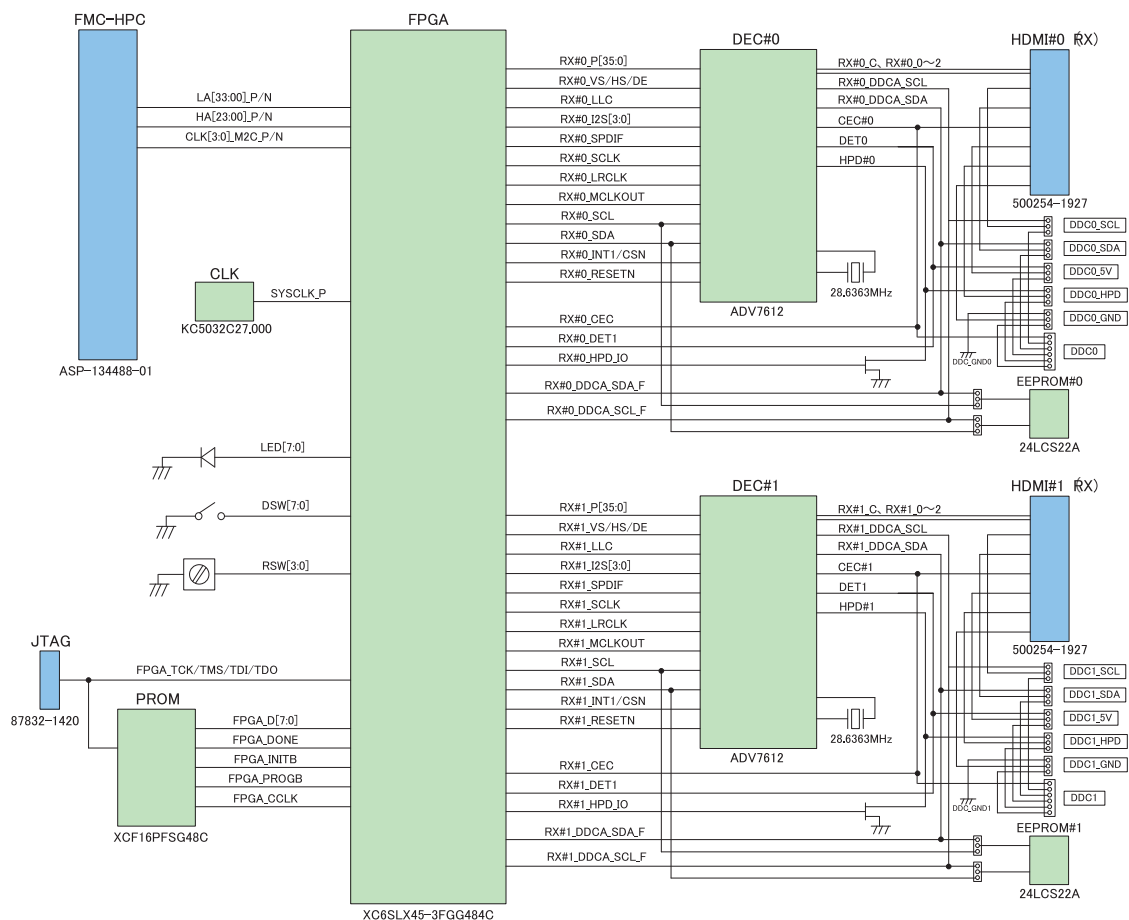 FMC-HPC
LA[33:00]_P/N
HA[23:00]_P/N
CLK[3:0]_M2C_P/N
ASP-134488-01
CLK
SYSCLK_P
KC5032C27.000
LED[7:0]
DSW[7:0]
RSW[3:0]
JTAG
FPGA_TCK/TMS/TDI/TDO
87832-1420
PROM
FPGA_D[7:0]
FPGA_DONE
FPGA_INITB
FPGA_PROGB
FPGA_CCLK
XCF16PFSG48C
FPGA
XC6SLX45-3FGG484C
RX#0_P[35:0]
RX#0_VS/HS/DE
RX#0_LLC
RX#0_I2S[3:0]
RX#0_SPDIF
RX#0_SCLK
RX#0_LRCLK
RX#0_MCLKOUT
RX#0_SCL
RX#0_SDA
RX#0_INT1/CSN
RX#0_RESETN
RX#0_CEC
RX#0_DET1
RX#0_HPD_IO
RX#0_DDCA_SDA_F
RX#0_DDCA_SCL_F
DEC#0
ADV7612
RX#0_C、RX#0_0～2
RX#0_DDCA_SCL
RX#0_DDCA_SDA
CEC#0
DET0
HPD#0
28.6363MHz
HDMI#0 (RX)
500254-1927
DDC0_SCL
DDC0_SDA
DDC0_5V
DDC0_HPD
DDC0_GND
DDC0
DDC_GND0
EEPROM#0
24LCS22A
RX#1_P[35:0]
RX#1_VS/HS/DE
RX#1_LLC
RX#1_I2S[3:0]
RX#1_SPDIF
RX#1_SCLK
RX#1_LRCLK
RX#1_MCLKOUT
RX#1_SCL
RX#1_SDA
RX#1_INT1/CSN
RX#1_RESETN
RX#1_CEC
RX#1_DET1
RX#1_HPD_IO
RX#1_DDCA_SDA_F
RX#1_DDCA_SCL_F
DEC#1
ADV7612
RX#1_C、RX#1_0～2
RX#1_DDCA_SCL
RX#1_DDCA_SDA
CEC#1
DET1
HPD#1
28.6363MHz
HDMI#1 (RX)
500254-1927
DDC1_SCL
DDC1_SDA
DDC1_5V
DDC1_HPD
DDC1_GND
DDC1
DDC_GND1
EEPROM#1
24LCS22A